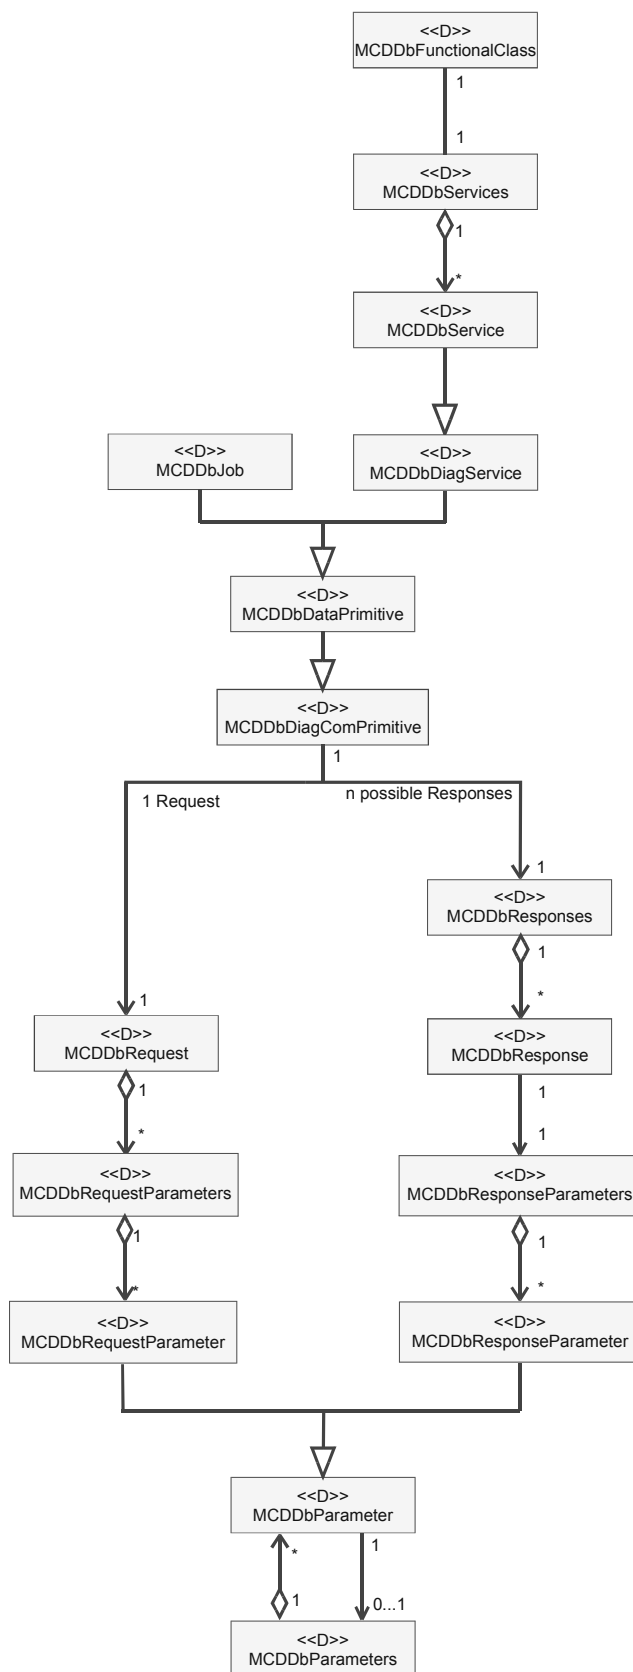 <<D>>
MCDDbFunctionalClass
1
1
<<D>>
MCDDbServices
1
*
<<D>>
MCDDbService
<<D>>
MCDDbJob
<<D>>
MCDDbDiagService
<<D>>
MCDDbDataPrimitive
<<D>>
MCDDbDiagComPrimitive
1
1 Request
n possible Responses
1
<<D>>
MCDDbResponses
1
*
1
<<D>>
MCDDbRequest
<<D>>
MCDDbResponse
1
*
1
1
<<D>>
MCDDbRequestParameters
<<D>>
MCDDbResponseParameters
1
*
1
*
<<D>>
MCDDbRequestParameter
<<D>>
MCDDbResponseParameter
<<D>>
MCDDbParameter
*
1
1
0...1
<<D>>
MCDDbParameters